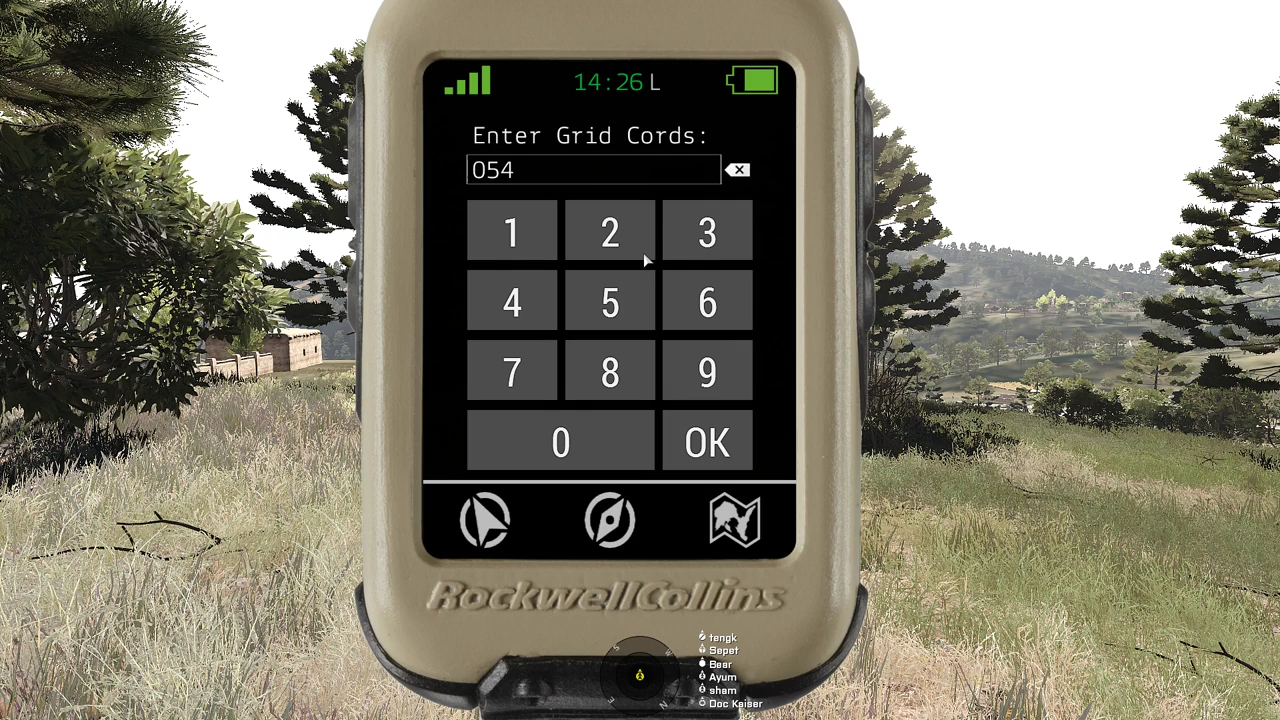 14:26 L
Enter Grid Cords:
054
1 2 3
4 5 6
7 8 9
0 OK
RockwellCollins
tengk
Sepet
Beer
Ayum
sham
Doc Kaiser
S W
E N